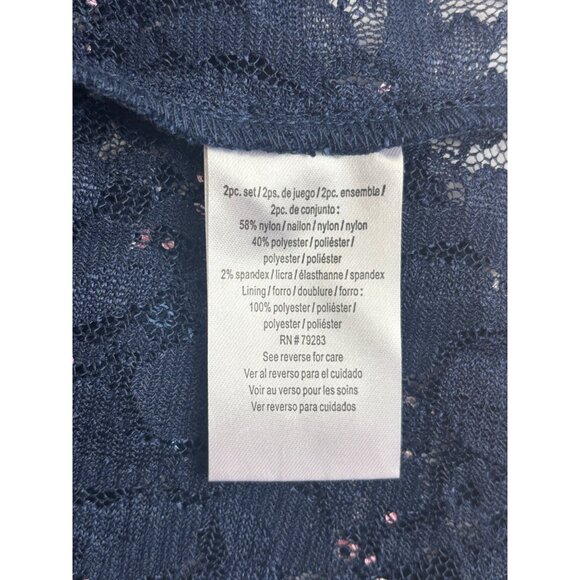 2pc. set / 2ps. de juego / 2pc. ensemble /
2pc. de conjunto :
58% nylon / nailon / nylon / nylon
40% polyester / poliéster /
polyester / poliéster
2% spandex / licra / élasthanne / spandex
Lining / forro / doublure / forro :
100% polyester / poliéster /
polyester / poliéster
RN # 79283
See reverse for care
Ver al reverso para el cuidado
Voir au verso pour les soins
Ver reverso para cuidados